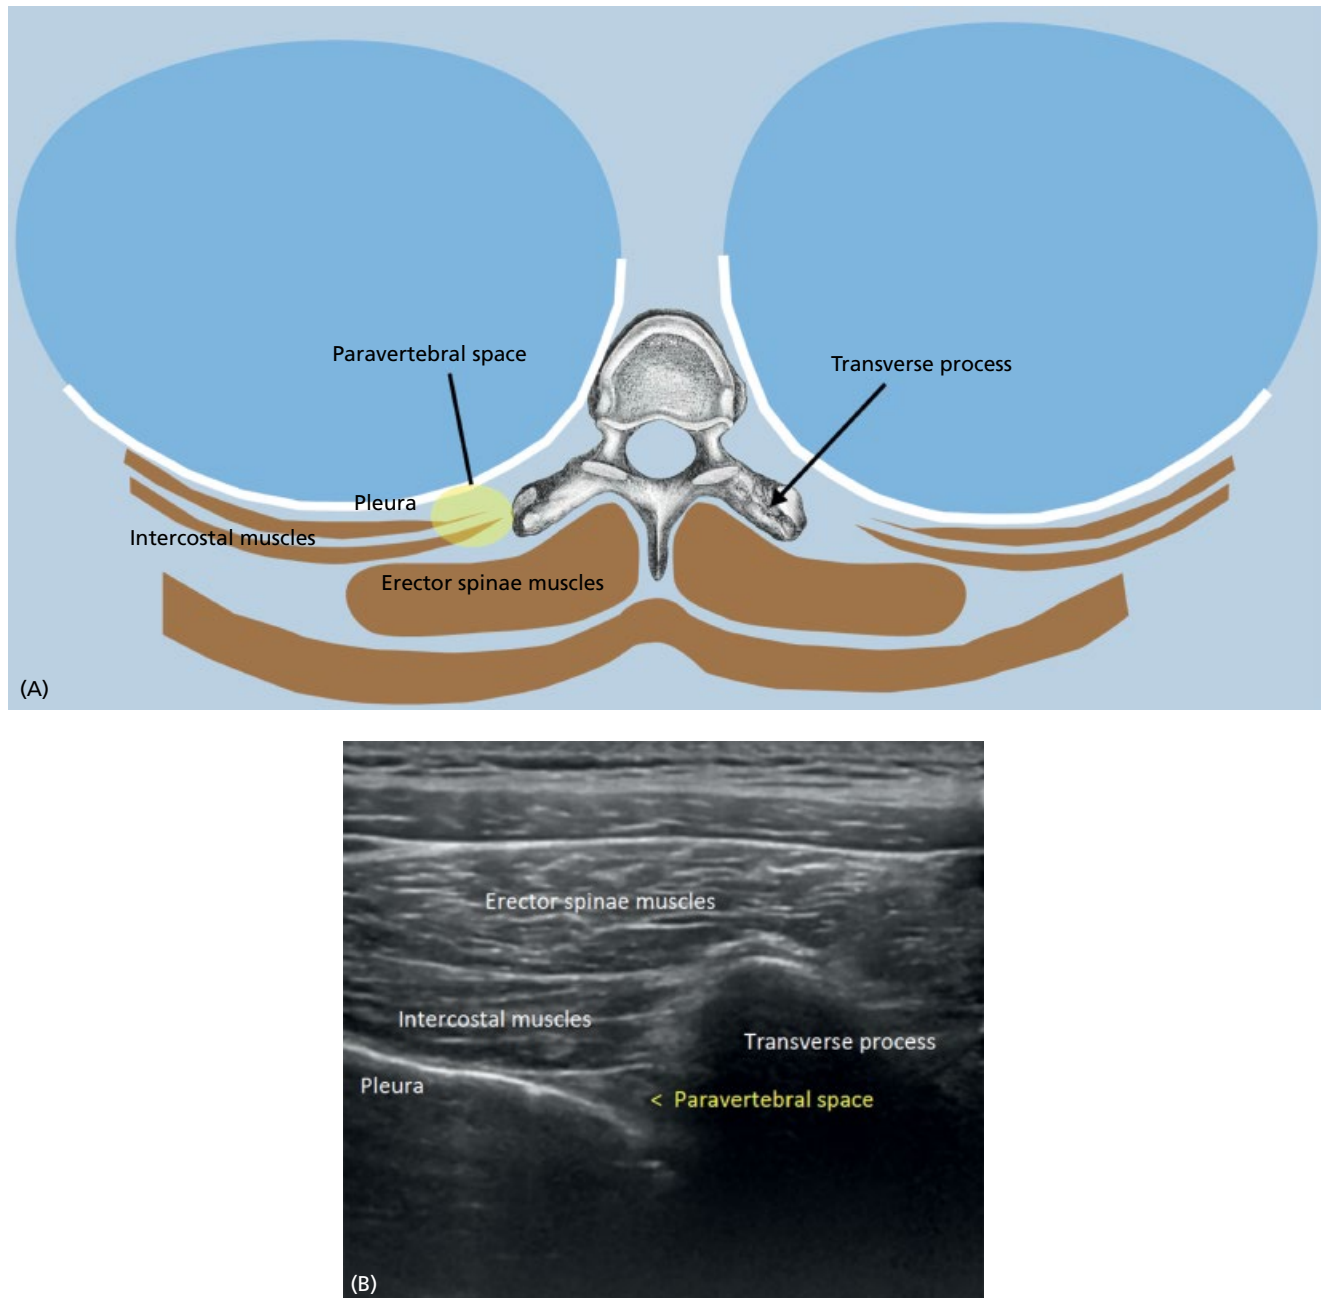 Paravertebral space
Transverse process
Pleura
Intercostal muscles
Erector spinae muscles
(A)
Erector spinae muscles
Intercostal muscles
Transverse process
Pleura
< Paravertebral space
(B)